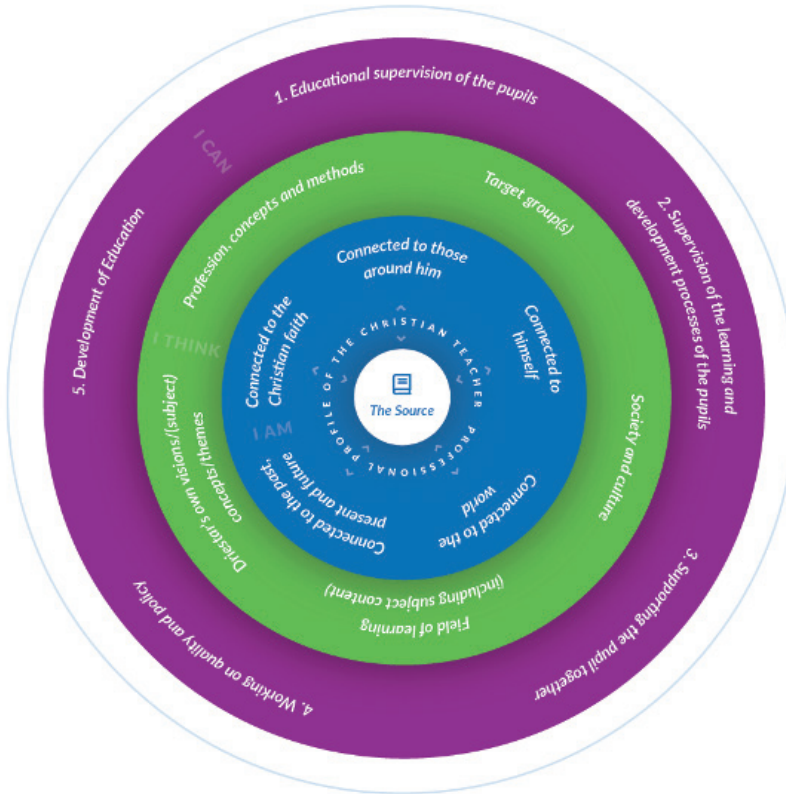 1. Educational supervision of the pupils
2. Supervision of the learning and
development processes of the pupils
3. Supporting the pupil together
4. Working on quality and policy
5. Development of Education
I CAN
Profession, concepts and methods
Target group(s)
Society and culture
Field of learning
(including subject content)
Driestar's own visions/(subject)
concepts/themes
I THINK
Connected to those
around him
Connected to
himself
Connected to the
world
Connected to the past,
present and future
Connected to the
Christian faith
I AM
PROFESSIONAL PROFILE OF THE CHRISTIAN TEACHER
The Source